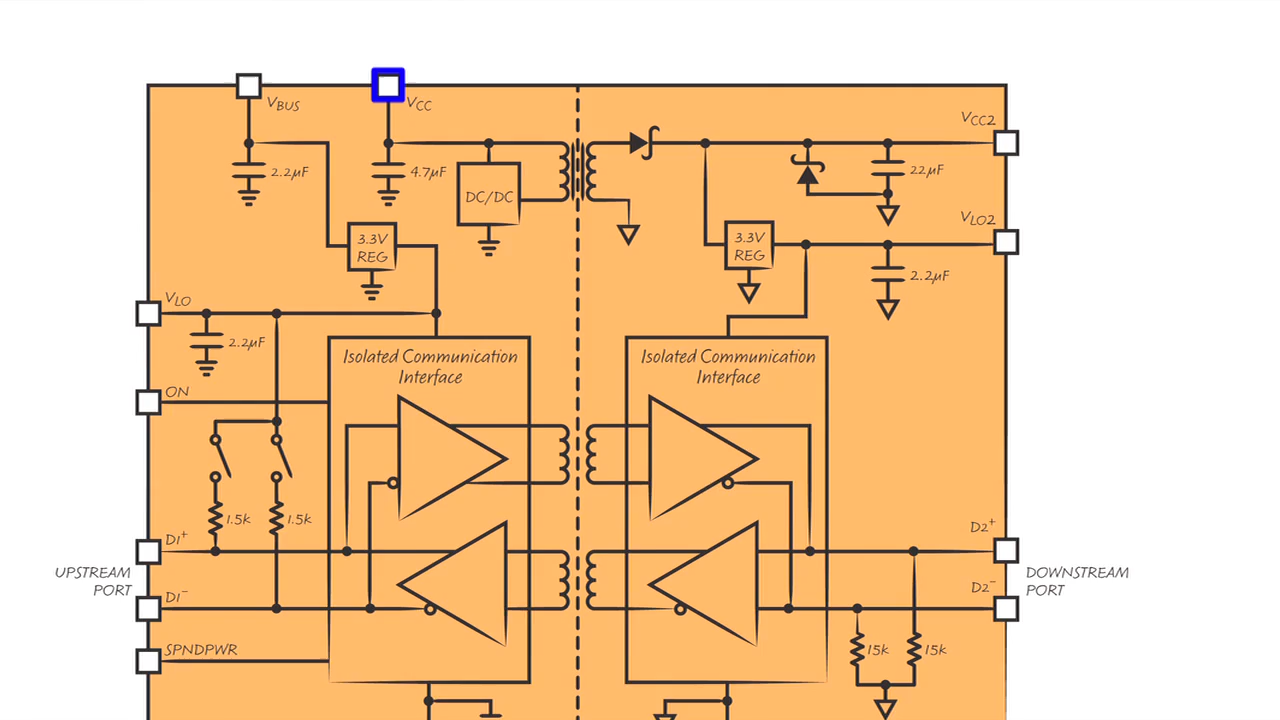 VBUS
VCC
VCC2
2.2µF
4.7µF
DC/DC
22µF
VLO2
3.3V
REG
3.3V
REG
2.2µF
VLO
2.2µF
Isolated Communication
Interface
Isolated Communication
Interface
ON
1.5k
1.5k
D1+
D2+
UPSTREAM
PORT
DOWNSTREAM
PORT
D1-
D2-
SPNDPWR
15k
15k